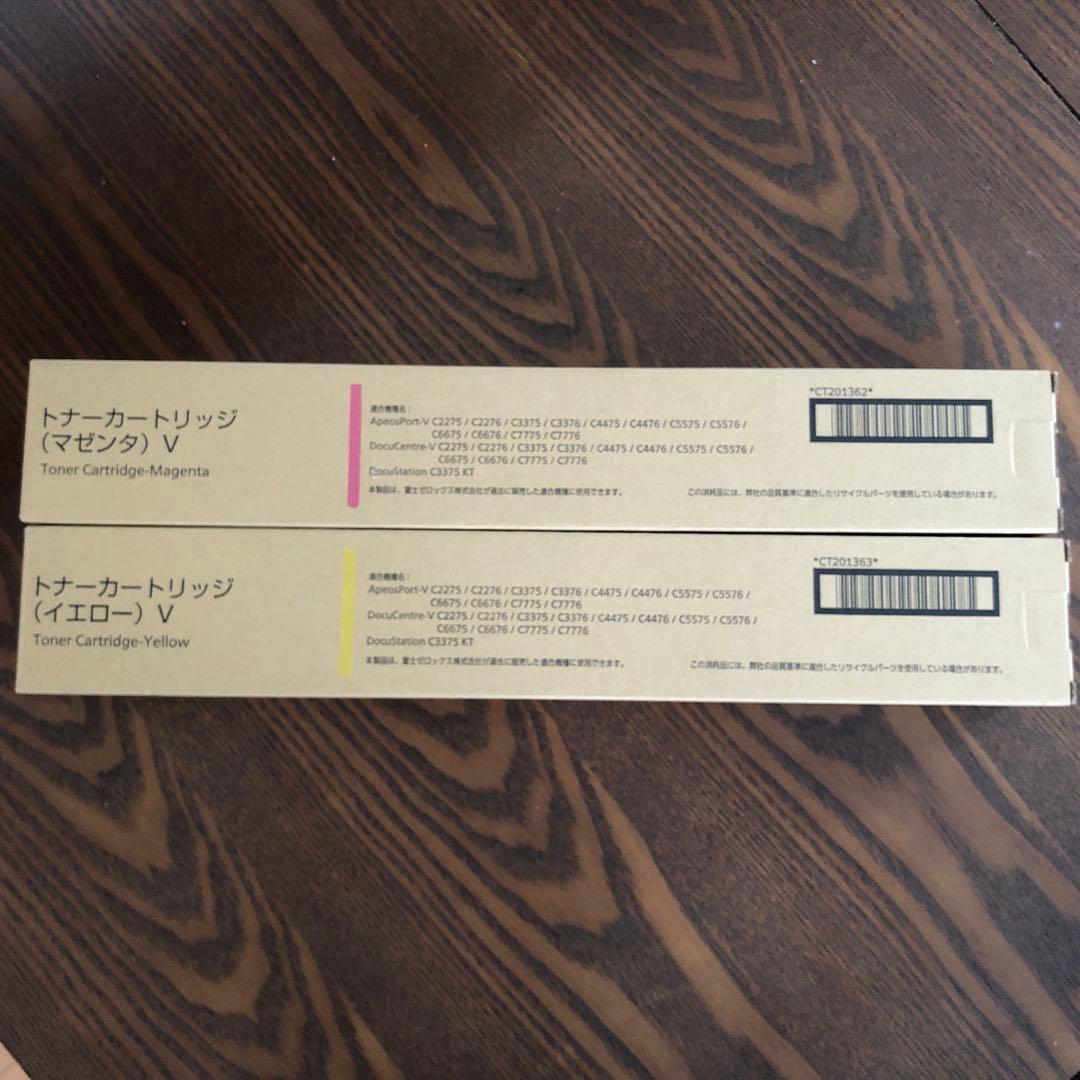 トナーカートリッジ
（マゼンタ）V
Toner Cartridge-Magenta
適合機種名：
ApeosPort-V C2275 / C2276 / C3375 / C3376 / C4475 / C4476 / C5575 / C5576 /
C6675 / C6676 / C7775 / C7776
DocuCentre-V C2275 / C2276 / C3375 / C3376 / C4475 / C4476 / C5575 / C5576 /
C6675 / C6676 / C7775 / C7776
DocuStation C3375 KT
本製品は、富士ゼロックス株式会社が過去に販売した適合機種に使用できます。
*CT201362*
この消耗品には、弊社の品質基準に適合したリサイクルパーツを使用している場合があります。
トナーカートリッジ
（イエロー）V
Toner Cartridge-Yellow
適合機種名：
ApeosPort-V C2275 / C2276 / C3375 / C3376 / C4475 / C4476 / C5575 / C5576 /
C6675 / C6676 / C7775 / C7776
DocuCentre-V C2275 / C2276 / C3375 / C3376 / C4475 / C4476 / C5575 / C5576 /
C6675 / C6676 / C7775 / C7776
DocuStation C3375 KT
本製品は、富士ゼロックス株式会社が過去に販売した適合機種に使用できます。
*CT201363*
この消耗品には、弊社の品質基準に適合したリサイクルパーツを使用している場合があります。